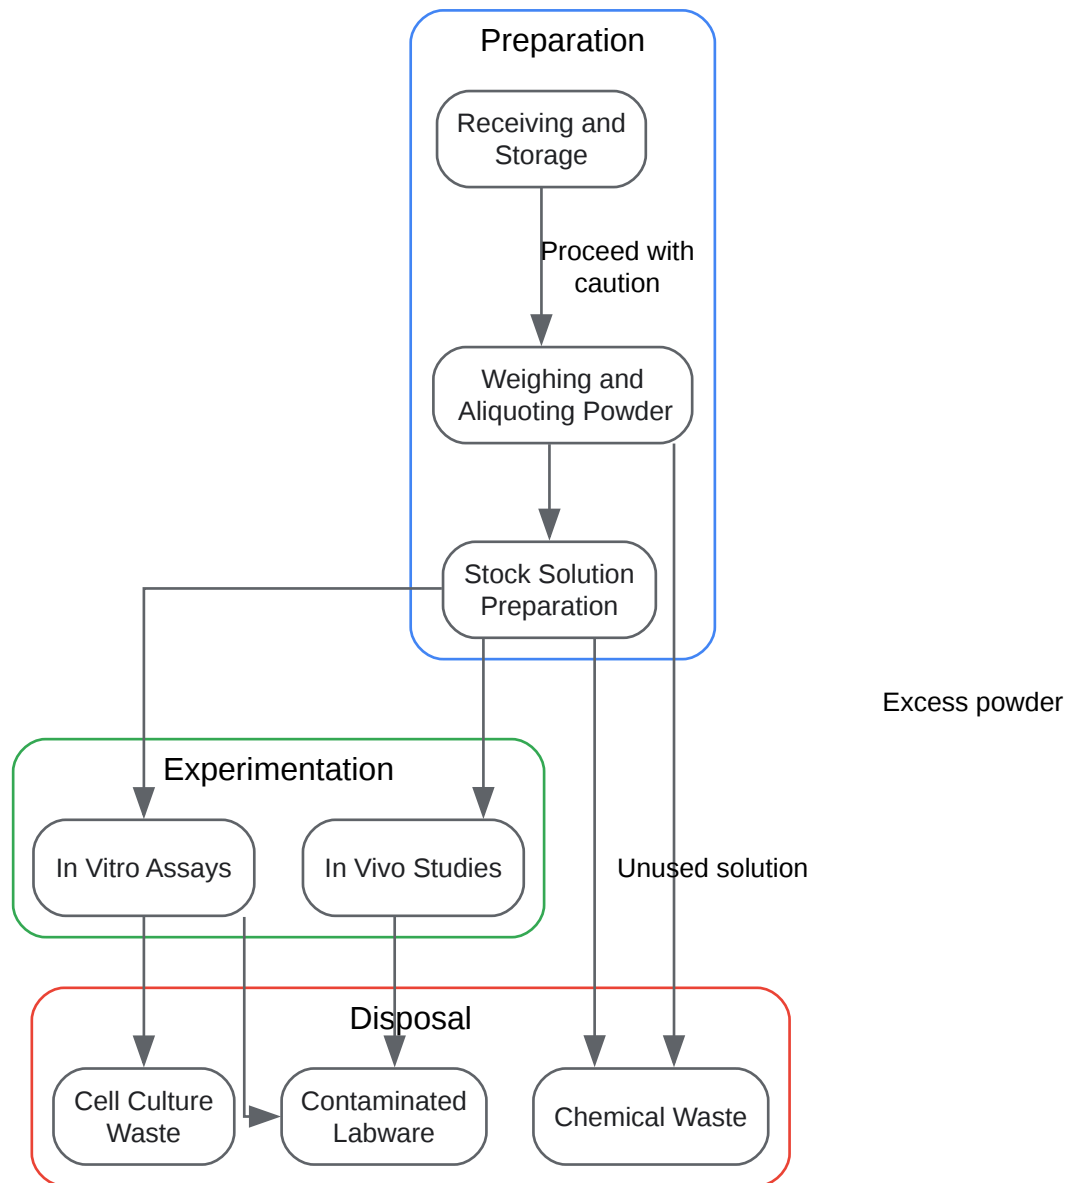 Preparation
Receiving and
Storage
Proceed with
caution
Weighing and
Aliquoting Powder
Stock Solution
Preparation
Excess powder
Experimentation
In Vitro Assays
In Vivo Studies
Unused solution
Disposal
Cell Culture
Waste
Contaminated
Labware
Chemical Waste